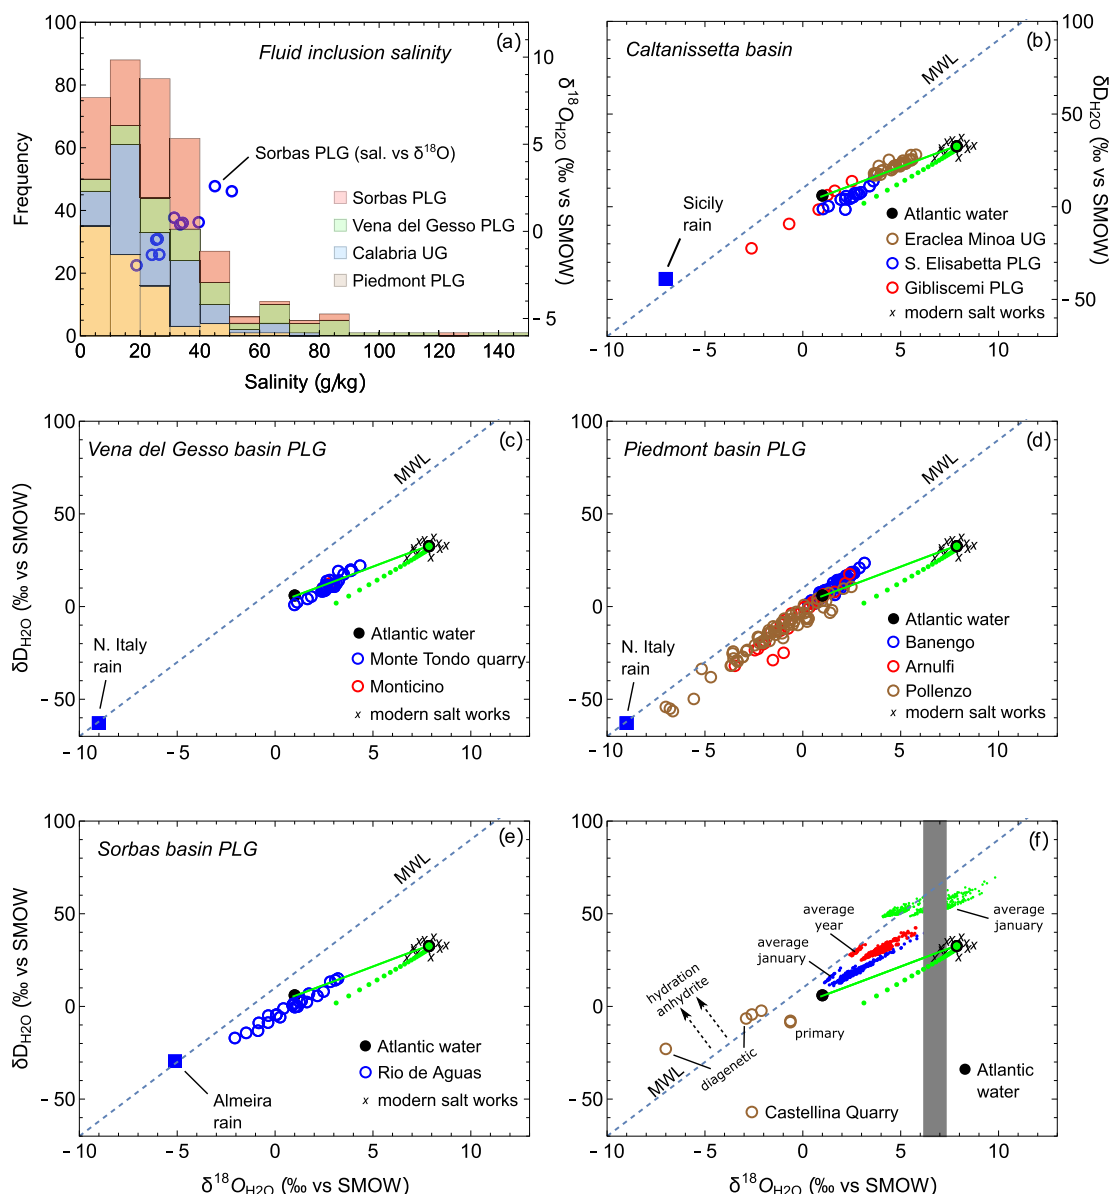 (a)
Fluid inclusion salinity
Frequency
100
80
60
40
20
0
10
5
0
−5
δ18OH2O (‰ vs SMOW)
Sorbas PLG (sal. vs δ18O)
Sorbas PLG
Vena del Gesso PLG
Calabria UG
Piedmont PLG
0 20 40 60 80 100 120 140
Salinity (g/kg)
(b)
Caltanissetta basin
MWL
Sicily
rain
Atlantic water
Eraclea Minoa UG
S. Elisabetta PLG
Gibliscemi PLG
x modern salt works
100
50
0
−50
δDH2O (‰ vs SMOW)
−10 −5 0 5 10
(c)
Vena del Gesso basin PLG
MWL
100
50
0
−50
δDH2O (‰ vs SMOW)
N. Italy
rain
Atlantic water
Monte Tondo quarry
Monticino
x modern salt works
−10 −5 0 5 10
(d)
Piedmont basin PLG
MWL
100
50
0
−50
N. Italy
rain
Atlantic water
Banengo
Arnulfi
Pollenzo
x modern salt works
−10 −5 0 5 10
(e)
Sorbas basin PLG
MWL
100
50
0
−50
δDH2O (‰ vs SMOW)
Almeira
rain
Atlantic water
Rio de Aguas
x modern salt works
−10 −5 0 5 10
δ18OH2O (‰ vs SMOW)
(f)
100
50
0
−50
average
year
average
january
average
january
hydration
anhydrite
primary
diagenetic
MWL
Castellina Quarry
Atlantic
water
−10 −5 0 5 10
δ18OH2O (‰ vs SMOW)